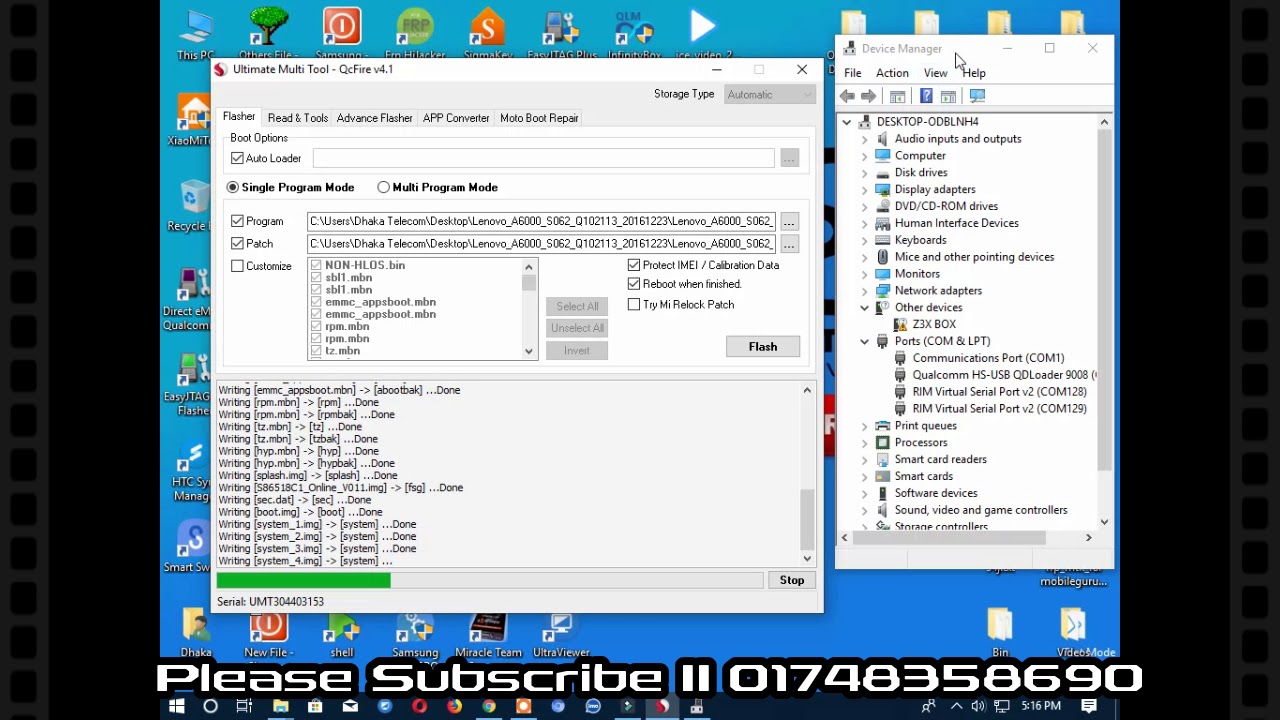 This PC
Others File
Samsung -
Frp HiJacker
SigmaKey
EasyJTAG Plus
InfinityBox
ice-video_2
XiaoMiTo
Recycle B
Direct eM
Qualcomm
EasyJTA
Flashe
HTC Sy
Manage
Smart Sw
Ultimate Multi Tool - QcFire v4.1
Storage Type Automatic
Flasher Read & Tools Advance Flasher APP Converter Moto Boot Repair
Boot Options
Auto Loader ...
Single Program Mode Multi Program Mode
Program C:\Users\Dhaka Telecom\Desktop\Lenovo_A6000_S062_Q102113_20161223\Lenovo_A6000_S062_ ...
Patch C:\Users\Dhaka Telecom\Desktop\Lenovo_A6000_S062_Q102113_20161223\Lenovo_A6000_S062_ ...
Customize
NON-HLOS.bin
sbl1.mbn
sbl1.mbn
emmc_appsboot.mbn
emmc_appsboot.mbn
rpm.mbn
rpm.mbn
tz.mbn
Select All
Unselect All
Invert
Protect IMEI / Calibration Data
Reboot when finished.
Try Mi Relock Patch
Flash
Writing [emmc_appsboot.mbn] -> [abootbak] ...Done
Writing [rpm.mbn] -> [rpm] ...Done
Writing [rpm.mbn] -> [rpmbak] ...Done
Writing [tz.mbn] -> [tz] ...Done
Writing [tz.mbn] -> [tzbak] ...Done
Writing [hyp.mbn] -> [hyp] ...Done
Writing [hyp.mbn] -> [hypbak] ...Done
Writing [splash.img] -> [splash] ...Done
Writing [S86518C1_Online_V011.img] -> [fsg] ...Done
Writing [sec.dat] -> [sec] ...Done
Writing [boot.img] -> [boot] ...Done
Writing [system_1.img] -> [system] ...Done
Writing [system_2.img] -> [system] ...Done
Writing [system_3.img] -> [system] ...Done
Writing [system_4.img] -> [system] ...
Stop
Serial: UMT304403153
Device Manager
File Action View Help
DESKTOP-ODBLNH4
Audio inputs and outputs
Computer
Disk drives
Display adapters
DVD/CD-ROM drives
Human Interface Devices
Keyboards
Mice and other pointing devices
Monitors
Network adapters
Other devices
Z3X BOX
Ports (COM & LPT)
Communications Port (COM1)
Qualcomm HS-USB QDLoader 9008 (
RIM Virtual Serial Port v2 (COM128)
RIM Virtual Serial Port v2 (COM129)
Print queues
Processors
Smart card readers
Smart cards
Software devices
Sound, video and game controllers
Storage controllers
mobileguru...
Dhaka
New File -
shell
Samsung
Miracle Team
UltraViewer
Bin
Please Subscribe || 01748358690
5:16 PM